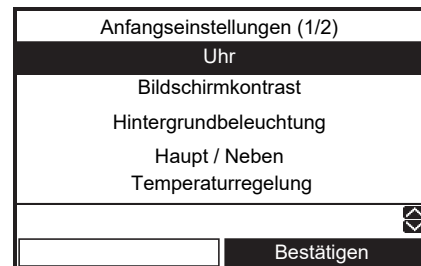 Anfangseinstellungen (1/2)
Uhr
Bildschirmkontrast
Hintergrundbeleuchtung
Haupt / Neben
Temperaturregelung
Bestätigen